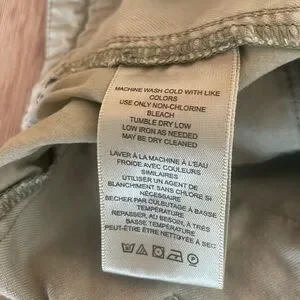 MACHINE WASH COLD WITH LIKE
COLORS
USE ONLY NON-CHLORINE
BLEACH
TUMBLE DRY LOW
LOW IRON AS NEEDED
MAY BE DRY CLEANED
LAVER À LA MACHINE À L'EAU
FROIDE AVEC COULEURS
SIMILAIRES
UTILISER UN AGENT DE
BLANCHIMENT SANS CHLORE SI
NÉCESSAIRE
SECHER PAR CULBUTAGE À BASSE
TEMPÉRATURE
REPASSER, AU BESOIN, À TRÈS
BASSE TEMPÉRATURE
PEUT-ÊTRE ÊTRE NETTOYÉ À SEC